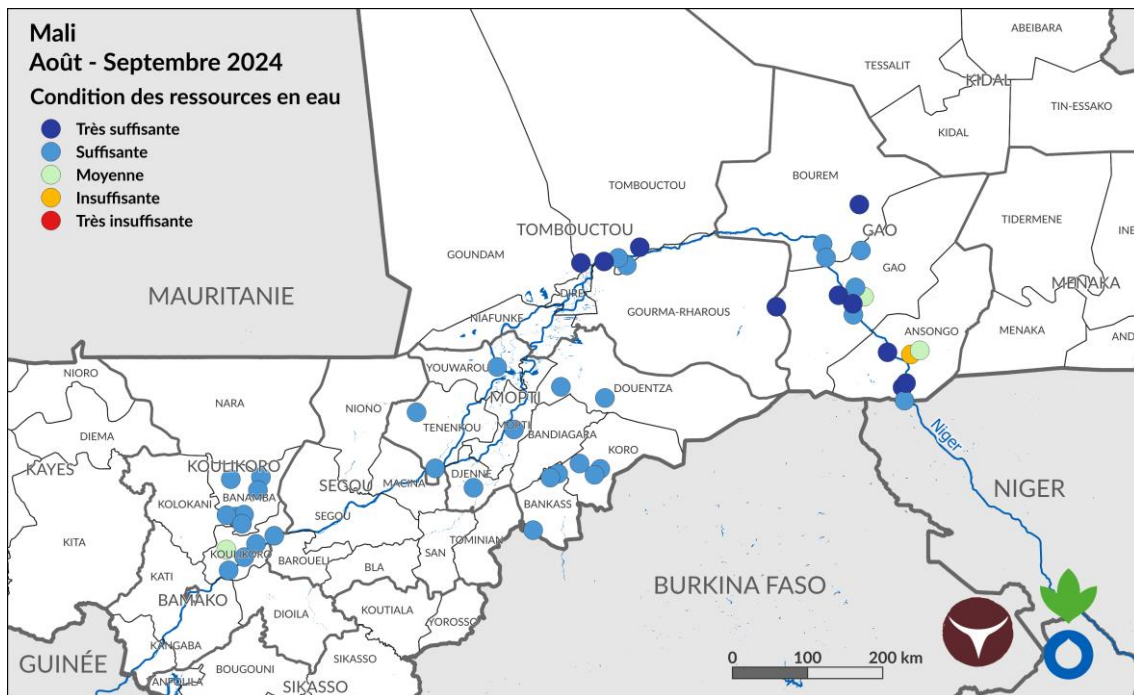 Mali
Août - Septembre 2024
Condition des ressources en eau
Très suffisante
Suffisante
Moyenne
Insuffisante
Très insuffisante
ABEIBARA
TESSALIT
KIDAL
TIN-ESSAKO
KIDAL
BOUREM
TOMBOUCTOU
TIDERMENE
INE
TOMBOUCTOU
GAO
GOUNDAM
GAO
MAURITANIE
DIRE
MENAKA
NIAFUNKE
GOURMA-RHAROUS
ANSONGO
MENAKA
AND
YOUWAROU
NIORO
DOUENTZA
NARA
NIONO
MOPTI
TENENKOU
MOPTI
DIEMA
BANDIAGARA
Niger
KORO
KAYES
KOULIKORO
DJENNE
SEGOU
MACINA
NIGER
KOLOKANI
BANAMBA
BANKASS
SEGOU
KITA
TOMINIAN
KOULIKORO
SAN
BAROUELI
BLA
KATI
BURKINA FASO
BAMAKO
DIOILA
KOUTIALA
YOROSSO
KANGABA
GUINÉE
BOUGOUNI
SIKASSO
SIKASSO
0 100 200 km